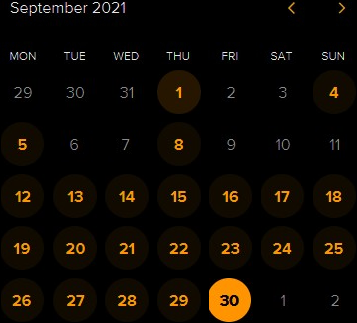 September 2021
MON TUE WED THU FRI SAT SUN
29 30 31 1 2 3 4
5 6 7 8 9 10 11
12 13 14 15 16 17 18
19 20 21 22 23 24 25
26 27 28 29 30 1 2